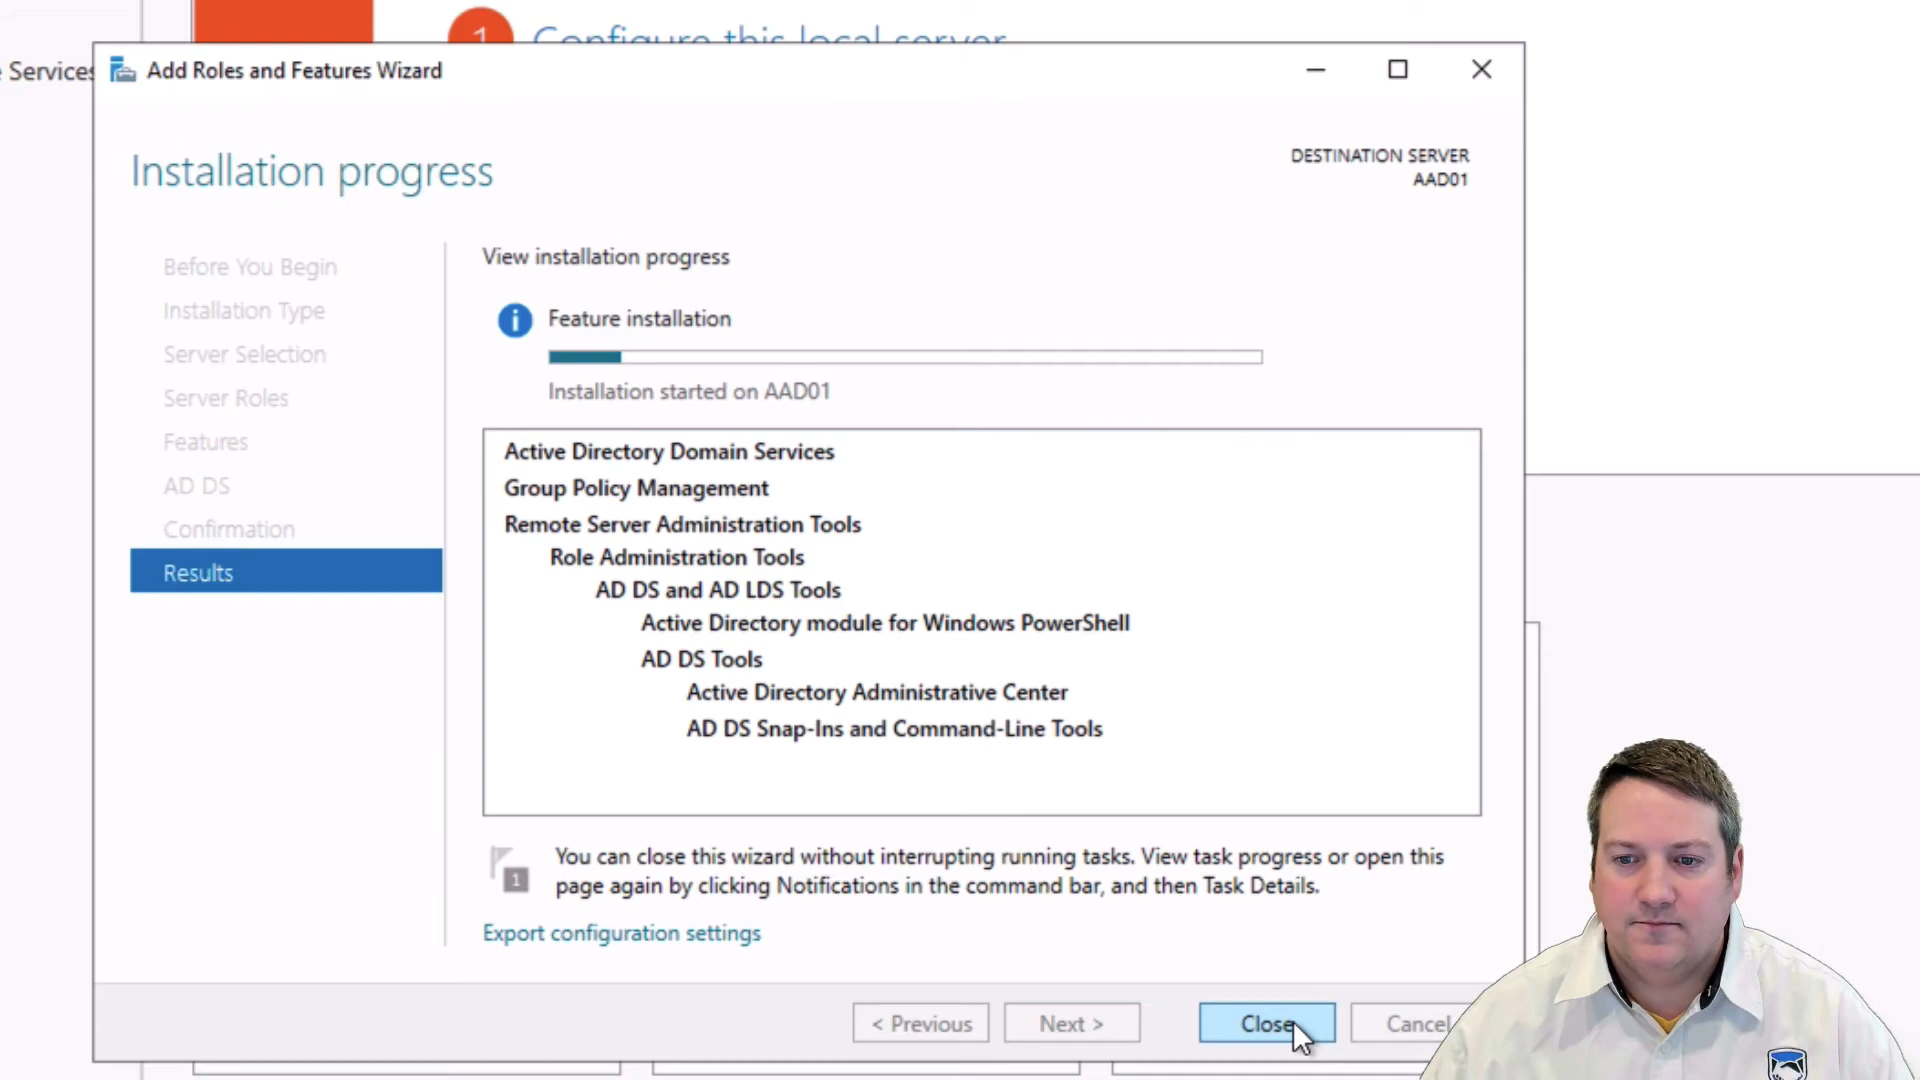 1 Configure this local server
Services
Add Roles and Features Wizard
Installation progress
DESTINATION SERVER
AAD01
Before You Begin
Installation Type
Server Selection
Server Roles
Features
AD DS
Confirmation
Results
View installation progress
Feature installation
Installation started on AAD01
Active Directory Domain Services
Group Policy Management
Remote Server Administration Tools
Role Administration Tools
AD DS and AD LDS Tools
Active Directory module for Windows PowerShell
AD DS Tools
Active Directory Administrative Center
AD DS Snap-Ins and Command-Line Tools
1
You can close this wizard without interrupting running tasks. View task progress or open this
page again by clicking Notifications in the command bar, and then Task Details.
Export configuration settings
< Previous
Next >
Close
Cancel